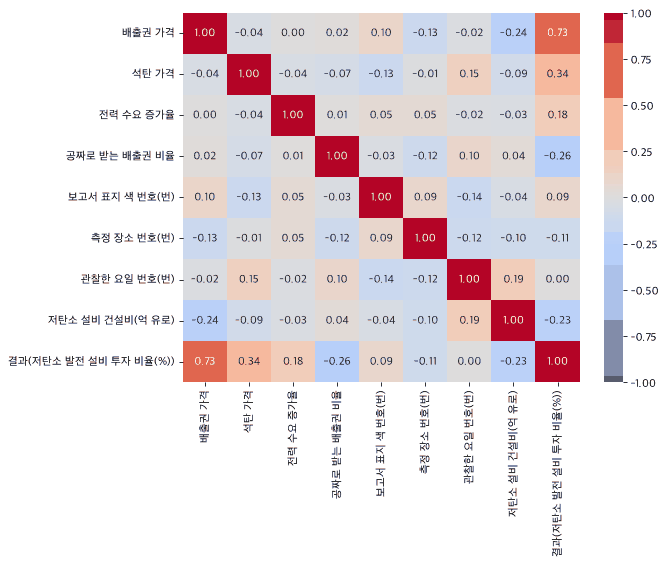 배출권 가격 1.00 −0.04 0.00 0.02 0.10 −0.13 −0.02 −0.24 0.73
석탄 가격 −0.04 1.00 −0.04 −0.07 −0.13 −0.01 0.15 −0.09 0.34
전력 수요 증가율 0.00 −0.04 1.00 0.01 0.05 0.05 −0.02 −0.03 0.18
공짜로 받는 배출권 비율 0.02 −0.07 0.01 1.00 −0.03 −0.12 0.10 0.04 −0.26
보고서 표지 색 번호(번) 0.10 −0.13 0.05 −0.03 1.00 0.09 −0.14 −0.04 0.09
측정 장소 번호(번) −0.13 −0.01 0.05 −0.12 0.09 1.00 −0.12 −0.10 −0.11
관찰한 요일 번호(번) −0.02 0.15 −0.02 0.10 −0.14 −0.12 1.00 0.19 0.00
저탄소 설비 건설비(억 유로) −0.24 −0.09 −0.03 0.04 −0.04 −0.10 0.19 1.00 −0.23
결과(저탄소 발전 설비 투자 비율(%)) 0.73 0.34 0.18 −0.26 0.09 −0.11 0.00 −0.23 1.00
배출권 가격
석탄 가격
전력 수요 증가율
공짜로 받는 배출권 비율
보고서 표지 색 번호(번)
측정 장소 번호(번)
관찰한 요일 번호(번)
저탄소 설비 건설비(억 유로)
결과(저탄소 발전 설비 투자 비율(%))
1.00
0.75
0.50
0.25
0.00
−0.25
−0.50
−0.75
−1.00